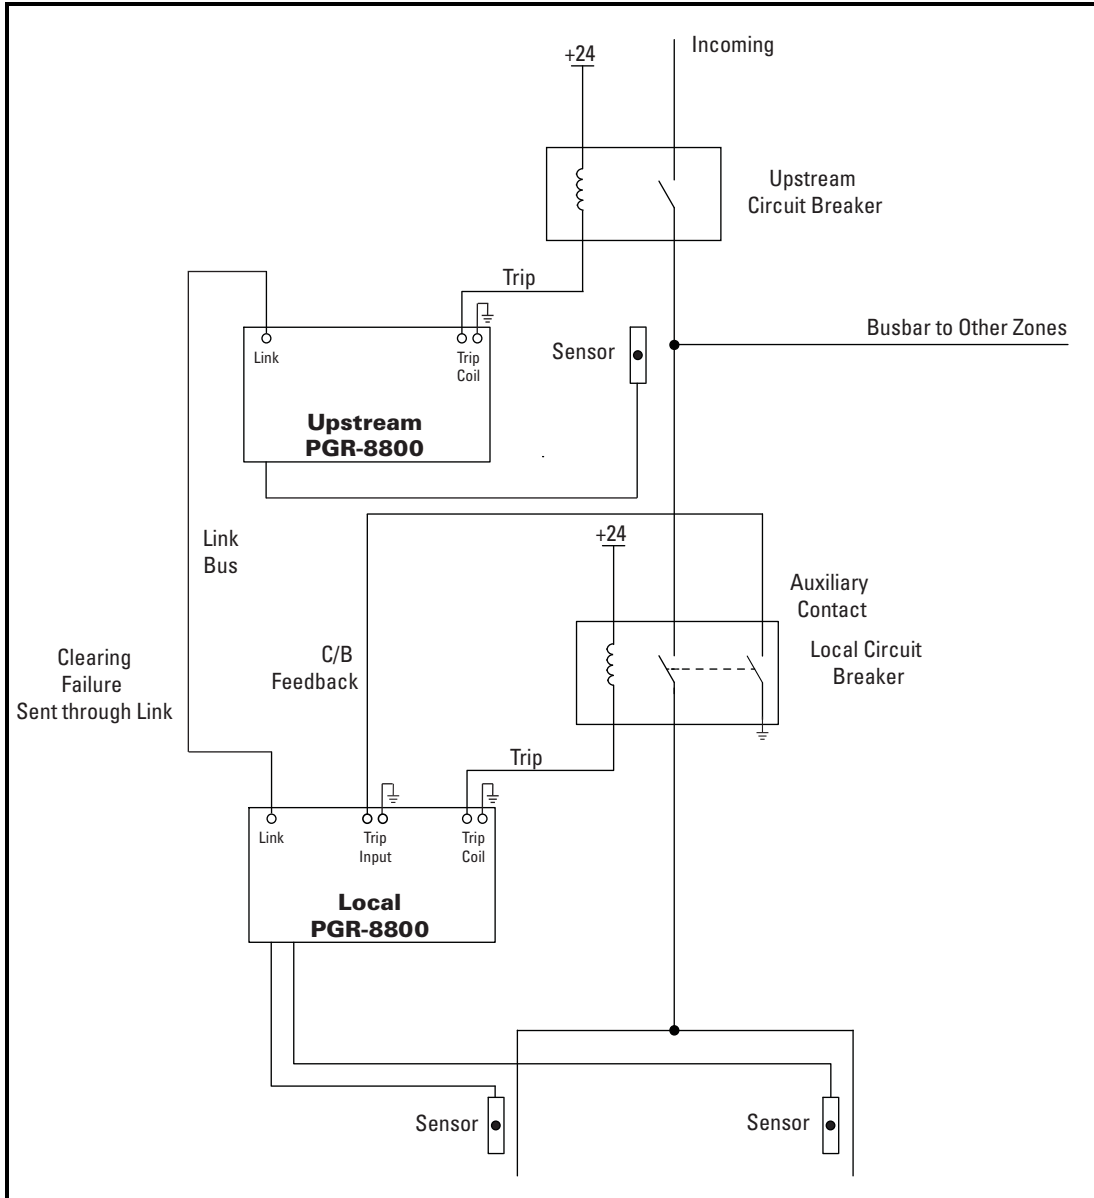 Incoming
+24
Upstream
Circuit Breaker
Trip
Busbar to Other Zones
Sensor
Link
Trip
Coil
Upstream
PGR-8800
Link
Bus
+24
Auxiliary
Contact
Local Circuit
Breaker
C/B
Feedback
Clearing
Failure
Sent through Link
Trip
Link
Trip
Input
Trip
Coil
Local
PGR-8800
Sensor
Sensor